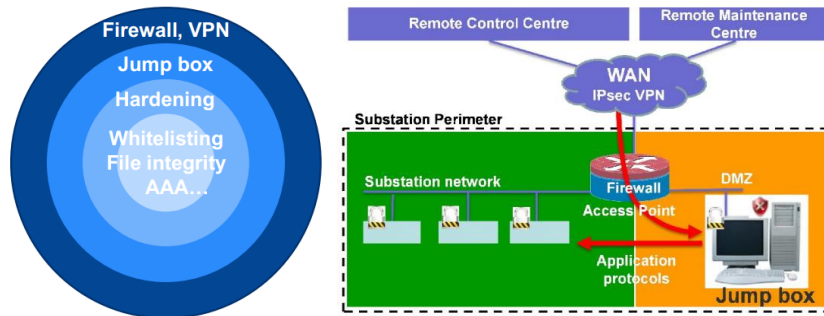 Firewall, VPN
Jump box
Hardening
Whitelisting
File integrity
AAA...
Remote Control Centre
Remote Maintenance
Centre
WAN
IPsec VPN
Substation Perimeter
Substation network
Firewall
DMZ
Access Point
Application
protocols
Jump box